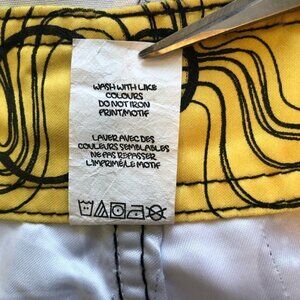 WASH WITH LIKE
COLOURS
DO NOT IRON
PRINT/MOTIF
LAVER AVEC DES
COULEURS SEMBLABLES
NE PAS REPASSER
L'IMPRIMÉ/LE MOTIF